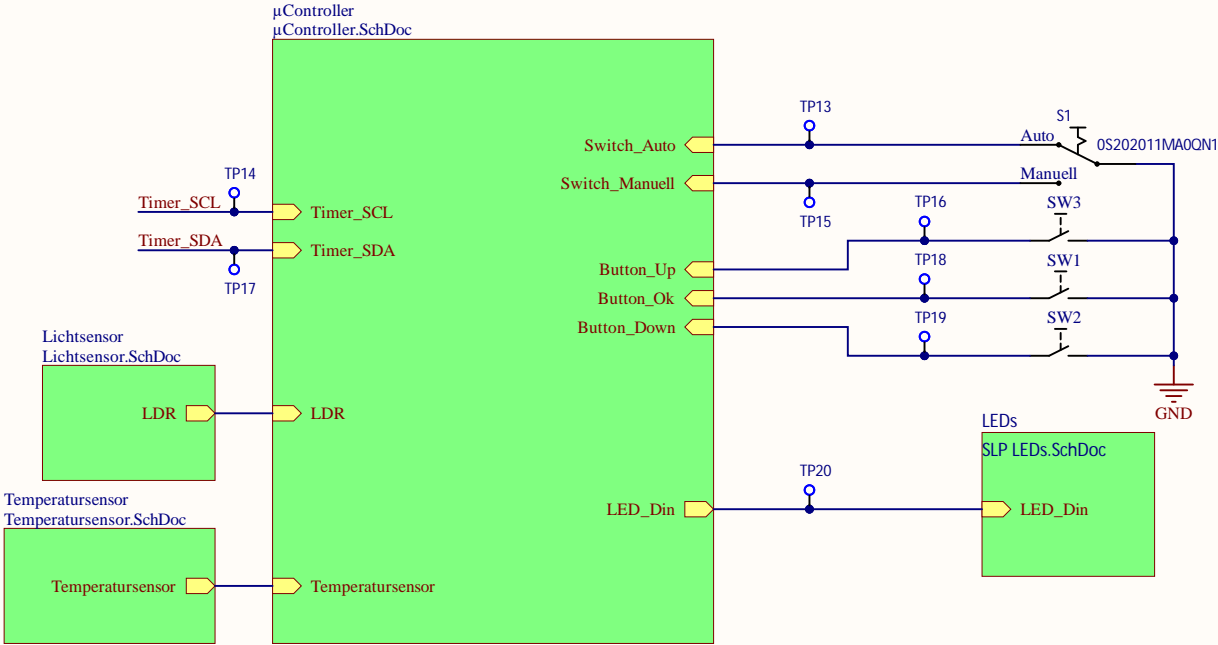 µController
µController.SchDoc
TP13
S1
Switch_Auto
Auto
0S202011MA0QN1
TP14
Switch_Manuell
Manuell
Timer_SCL
Timer_SCL
TP15
TP16
SW3
Timer_SDA
Timer_SDA
TP17
Button_Up
TP18
SW1
Button_Ok
Button_Down
TP19
SW2
Lichtsensor
Lichtsensor.SchDoc
LDR
LDR
GND
LEDs
SLP LEDs.SchDoc
TP20
Temperatursensor
Temperatursensor.SchDoc
LED_Din
LED_Din
Temperatursensor
Temperatursensor